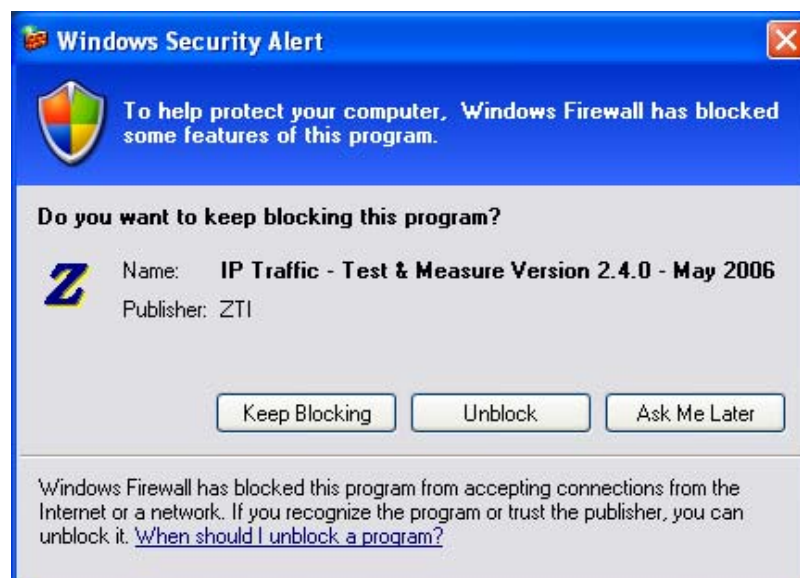 Windows Security Alert
To help protect your computer, Windows Firewall has blocked
some features of this program.
Do you want to keep blocking this program?
Z
Name: IP Traffic - Test & Measure Version 2.4.0 - May 2006
Publisher: ZTI
Keep Blocking Unblock Ask Me Later
Windows Firewall has blocked this program from accepting connections from the
Internet or a network. If you recognize the program or trust the publisher, you can
unblock it. When should I unblock a program?